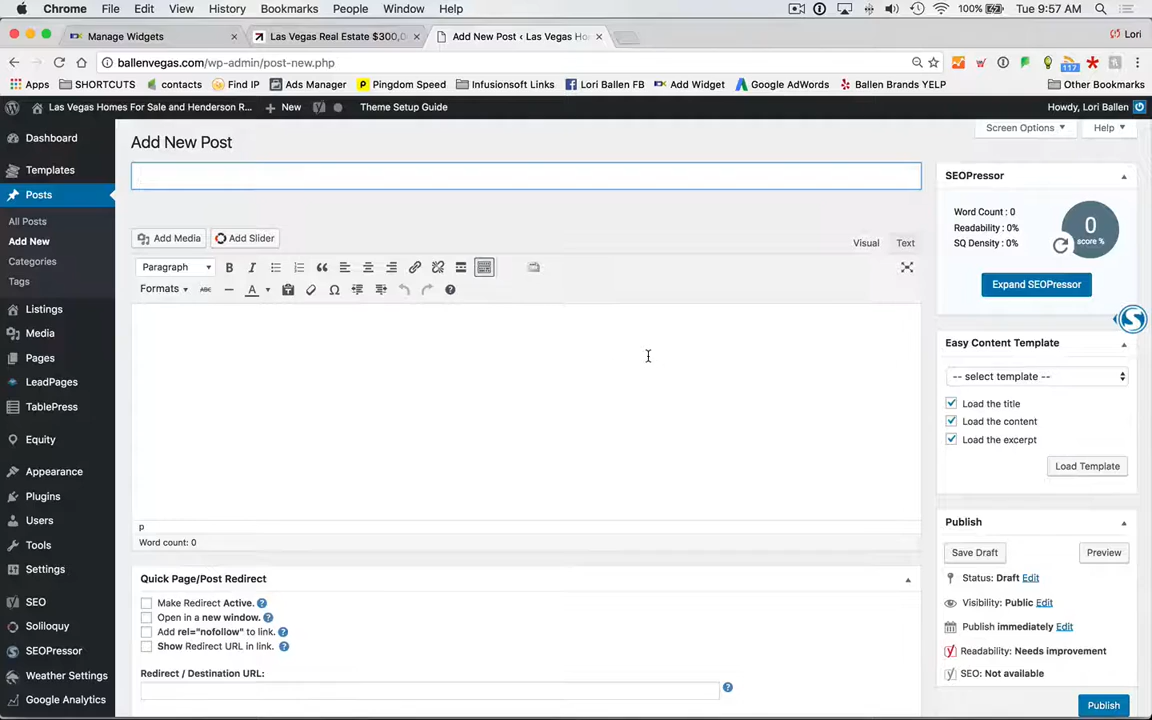 Chrome File Edit View History Bookmarks People Window Help 100% Tue 9:57 AM
Manage Widgets Las Vegas Real Estate $300, Add New Post ‹ Las Vegas Ho Lori
ballenvegas.com/wp-admin/post-new.php
Apps SHORTCUTS contacts Find IP Ads Manager Pingdom Speed Infusionsoft Links Lori Ballen FB Add Widget Google AdWords Ballen Brands YELP 117 Other Bookmarks
Las Vegas Homes For Sale and Henderson R... New Theme Setup Guide Howdy, Lori Ballen
Dashboard
Templates
Posts
All Posts
Add New
Categories
Tags
Listings
Media
Pages
LeadPages
TablePress
Equity
Appearance
Plugins
Users
Tools
Settings
SEO
Soliloquy
SEOPressor
Weather Settings
Google Analytics
Add New Post
Screen Options Help
Add Media Add Slider
Visual Text
Paragraph B I
Formats ABC A
p
Word count: 0
Quick Page/Post Redirect
Make Redirect Active.
Open in a new window.
Add rel="nofollow" to link.
Show Redirect URL in link.
Redirect / Destination URL:
SEOPressor
Word Count : 0
Readability : 0%
SQ Density : 0%
0
score %
Expand SEOPressor
Easy Content Template
-- select template --
Load the title
Load the content
Load the excerpt
Load Template
Publish
Save Draft Preview
Status: Draft Edit
Visibility: Public Edit
Publish immediately Edit
Readability: Needs improvement
SEO: Not available
Publish